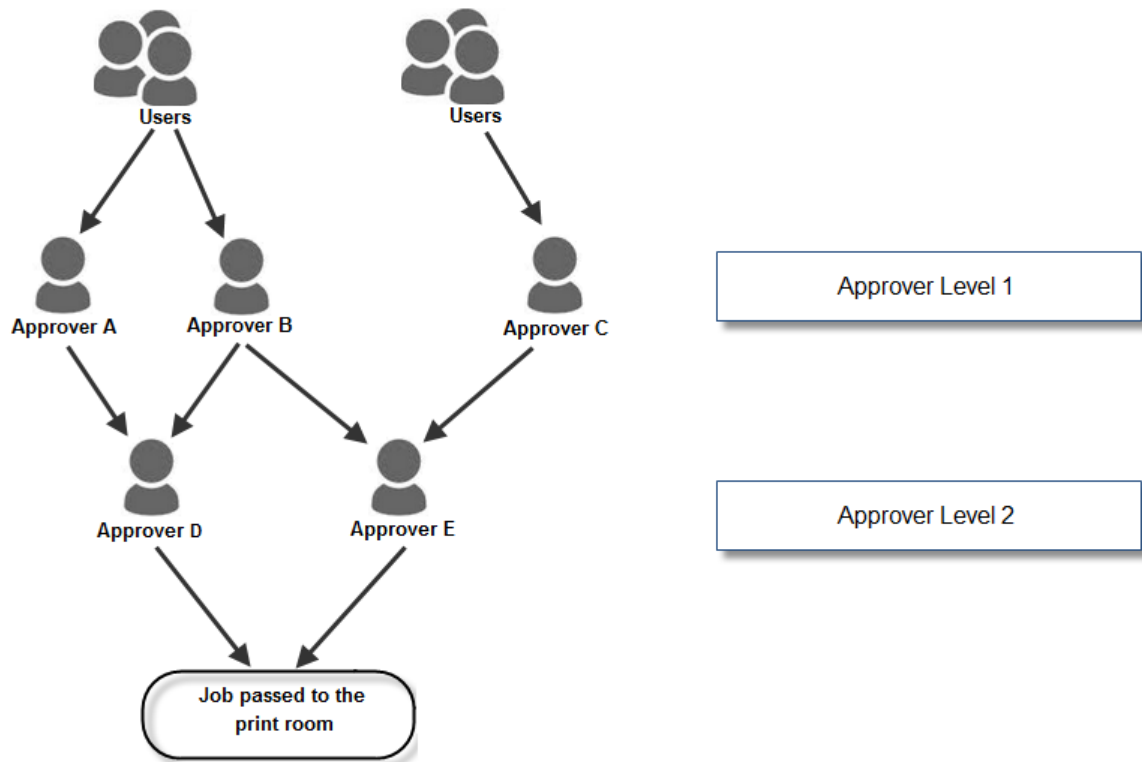 Users
Users
Approver A
Approver B
Approver C
Approver Level 1
Approver D
Approver E
Approver Level 2
Job passed to the
print room